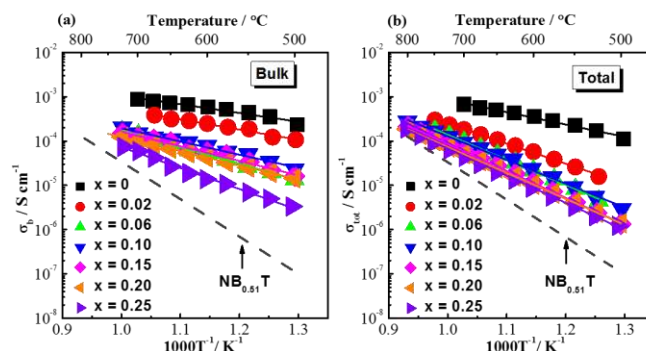 Temperature / °C
(a)
800 700 600 500
10⁻²
10⁻³
10⁻⁴
10⁻⁵
10⁻⁶
10⁻⁷
10⁻⁸
σb / S cm⁻¹
Bulk
x = 0
x = 0.02
x = 0.06
x = 0.10
x = 0.15
x = 0.20
x = 0.25
NB0.51T
0.9 1.0 1.1 1.2 1.3
1000T⁻¹ / K⁻¹
Temperature / °C
(b)
800 700 600 500
10⁻²
10⁻³
10⁻⁴
10⁻⁵
10⁻⁶
10⁻⁷
10⁻⁸
σtot / S cm⁻¹
Total
x = 0
x = 0.02
x = 0.06
x = 0.10
x = 0.15
x = 0.20
x = 0.25
NB0.51T
0.9 1.0 1.1 1.2 1.3
1000T⁻¹ / K⁻¹